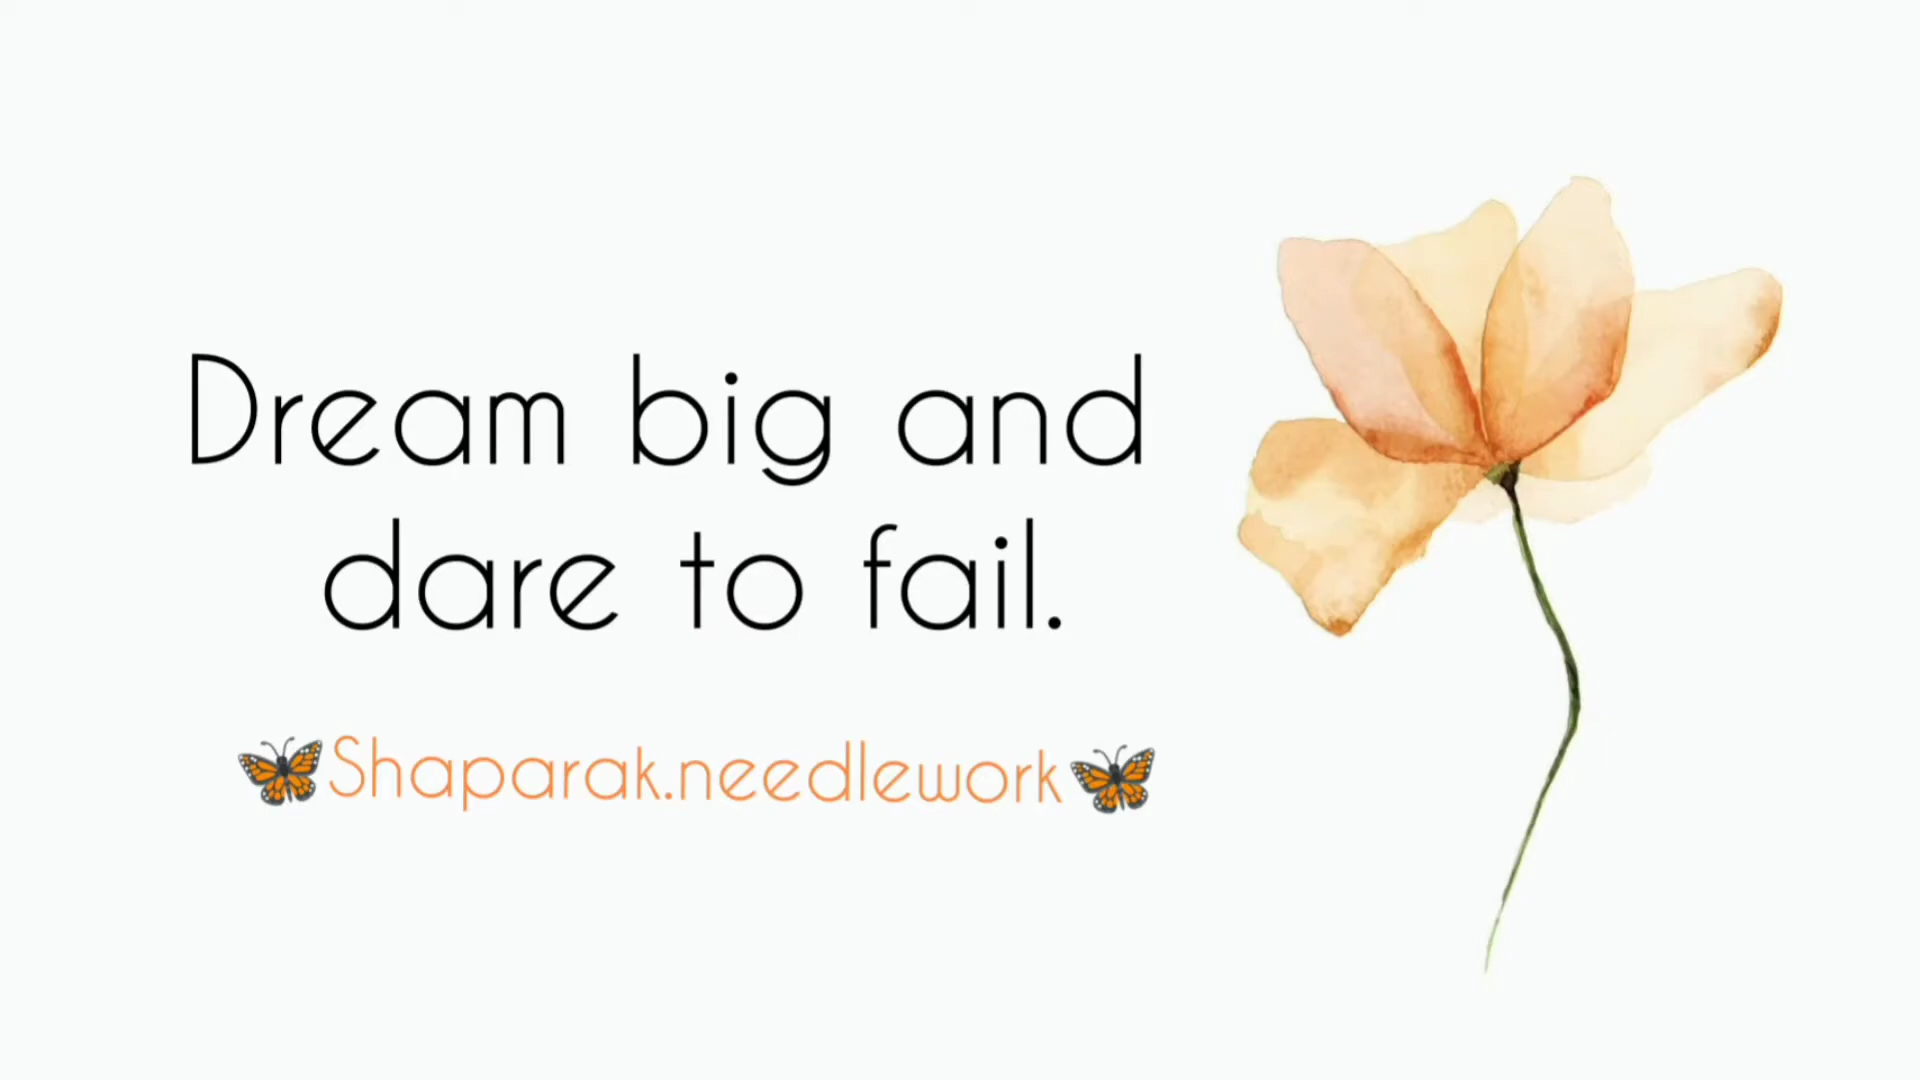 Dream big and
dare to fail.
🦋Shaparak.needlework🦋